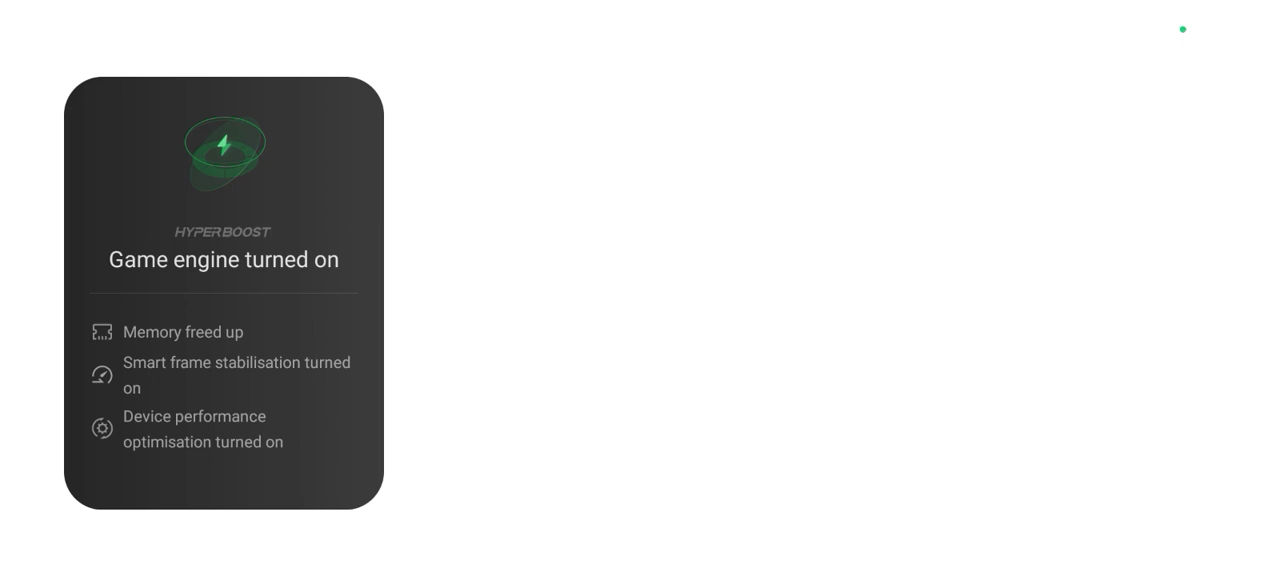 HYPERBOOST
Game engine turned on
Memory freed up
Smart frame stabilisation turned
on
Device performance
optimisation turned on